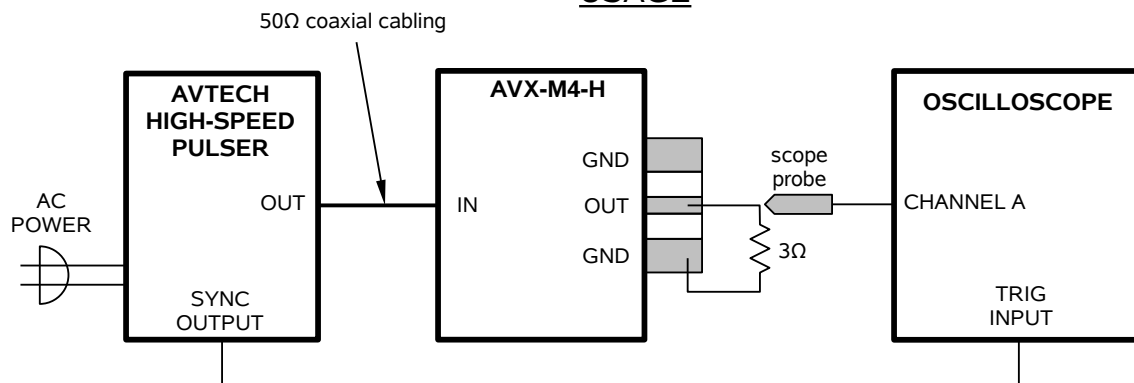 50Ω coaxial cabling
AVTECH
HIGH-SPEED
PULSER
OUT
AC
POWER
SYNC
OUTPUT
AVX-M4-H
IN
GND
OUT
GND
3Ω
scope
probe
OSCILLOSCOPE
CHANNEL A
TRIG
INPUT